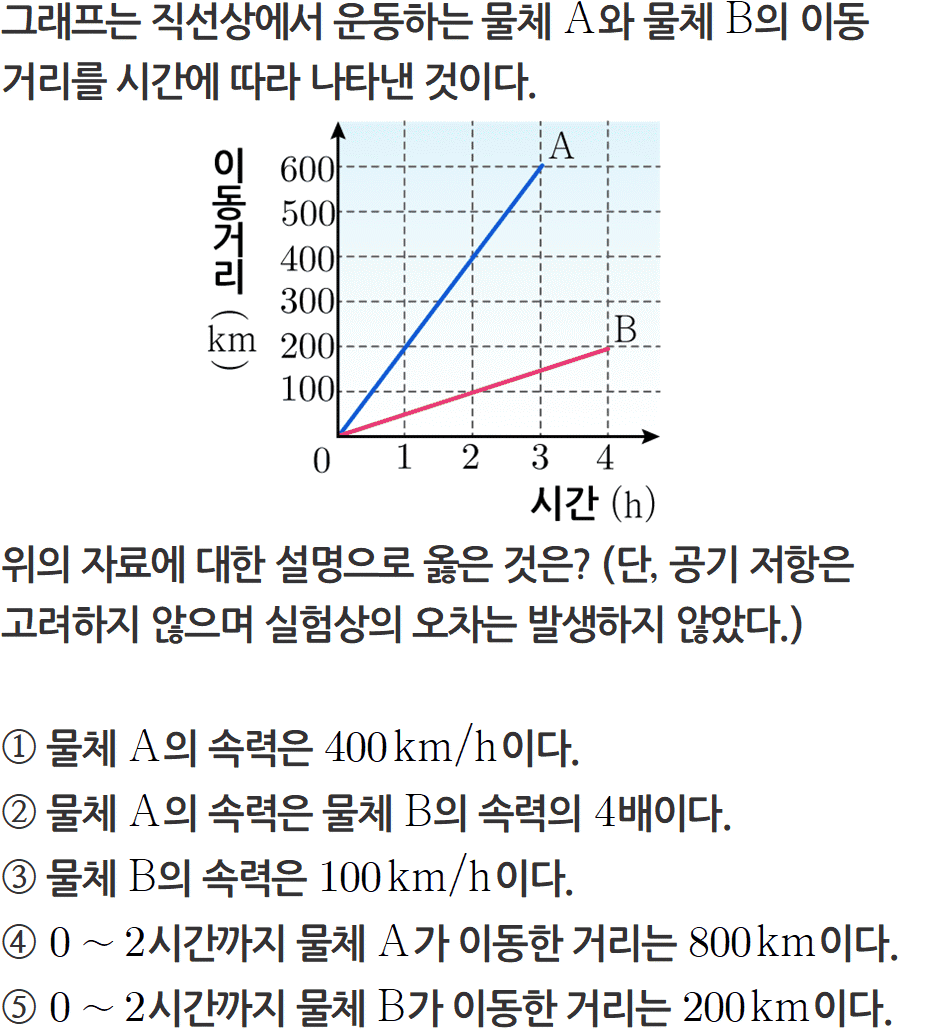 그래프는 직선상에서 운동하는 물체 A와 물체 B의 이동
거리를 시간에 따라 나타낸 것이다.
이동거리 (km)
A
600
500
400
300
B
200
100
0 1 2 3 4
시간 (h)
위의 자료에 대한 설명으로 옳은 것은? (단, 공기 저항은
고려하지 않으며 실험상의 오차는 발생하지 않았다.)
① 물체 A의 속력은 400km/h이다.
② 물체 A의 속력은 물체 B의 속력의 4배이다.
③ 물체 B의 속력은 100km/h이다.
④ 0 ~ 2시간까지 물체 A가 이동한 거리는 800km이다.
⑤ 0 ~ 2시간까지 물체 B가 이동한 거리는 200km이다.